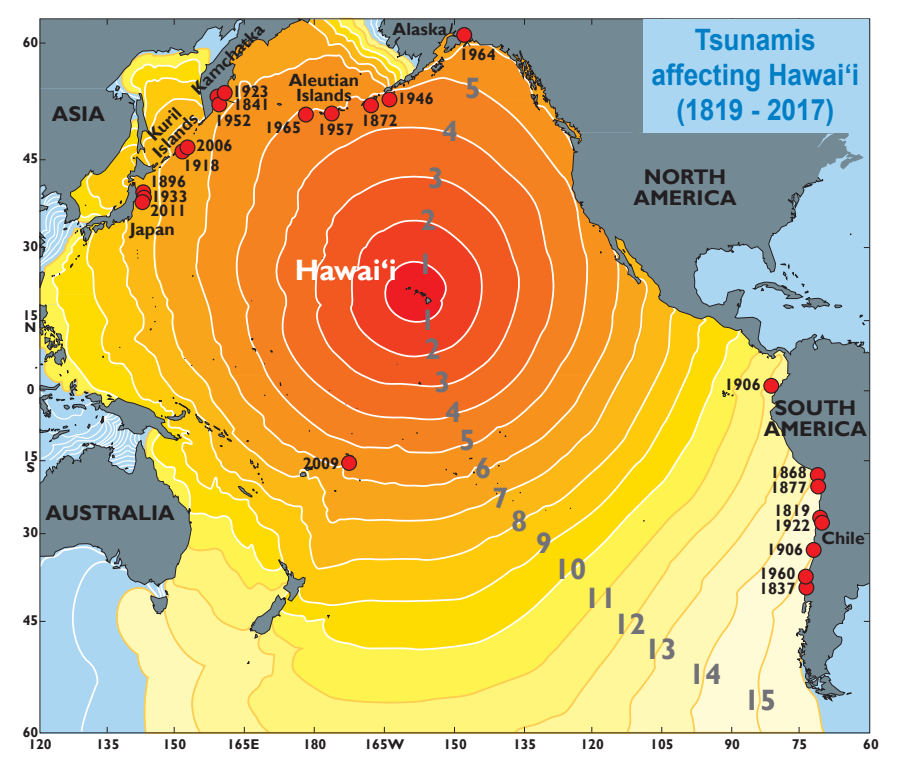 Tsunamis
affecting Hawai‘i
(1819 - 2017)
60
45
30
15
N
0
15
S
30
45
60
120
135
150
165E
180
165W
150
135
120
105
90
75
60
ASIA
NORTH
AMERICA
SOUTH
AMERICA
AUSTRALIA
Alaska
1964
Kamchatka
1923
1841
1952
Aleutian
Islands
1965
1957
1872
1946
Kuril
Islands
2006
1918
1896
1933
2011
Japan
Hawai‘i
5
4
3
2
1
1
2
3
4
5
6
7
8
9
10
11
12
13
14
15
2009
1906
1868
1877
1819
1922
Chile
1906
1960
1837